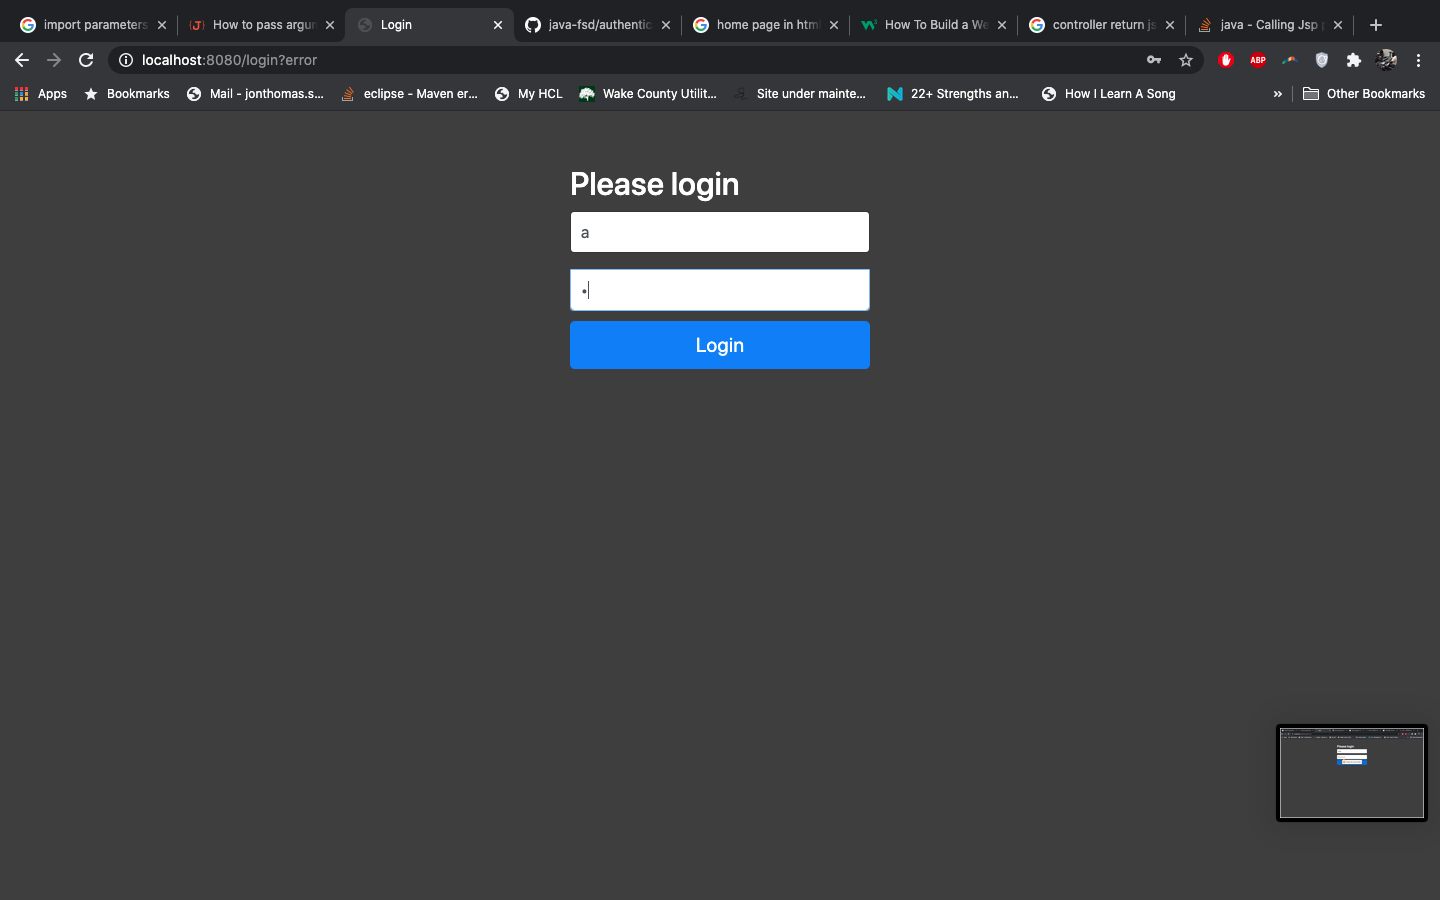 import parameters
(J) How to pass argun
Login
java-fsd/authentic
home page in htm
How To Build a We
controller return js
java - Calling Jsp p
localhost:8080/login?error
ABP
Apps
Bookmarks
Mail - jonthomas.s...
eclipse - Maven er...
My HCL
Wake County Utilit...
Site under mainte...
22+ Strengths an...
How I Learn A Song
»
Other Bookmarks
Please login
a
•
Login